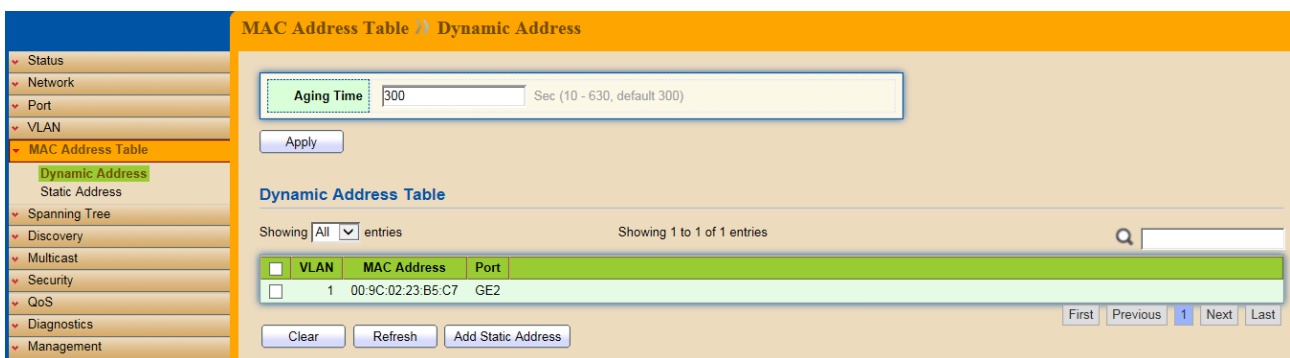 MAC Address Table » Dynamic Address
Status
Network
Port
VLAN
MAC Address Table
Dynamic Address
Static Address
Spanning Tree
Discovery
Multicast
Security
QoS
Diagnostics
Management
Aging Time 300 Sec (10 - 630, default 300)
Apply
Dynamic Address Table
Showing All entries Showing 1 to 1 of 1 entries
VLAN MAC Address Port
1 00:9C:02:23:B5:C7 GE2
First Previous 1 Next Last
Clear Refresh Add Static Address